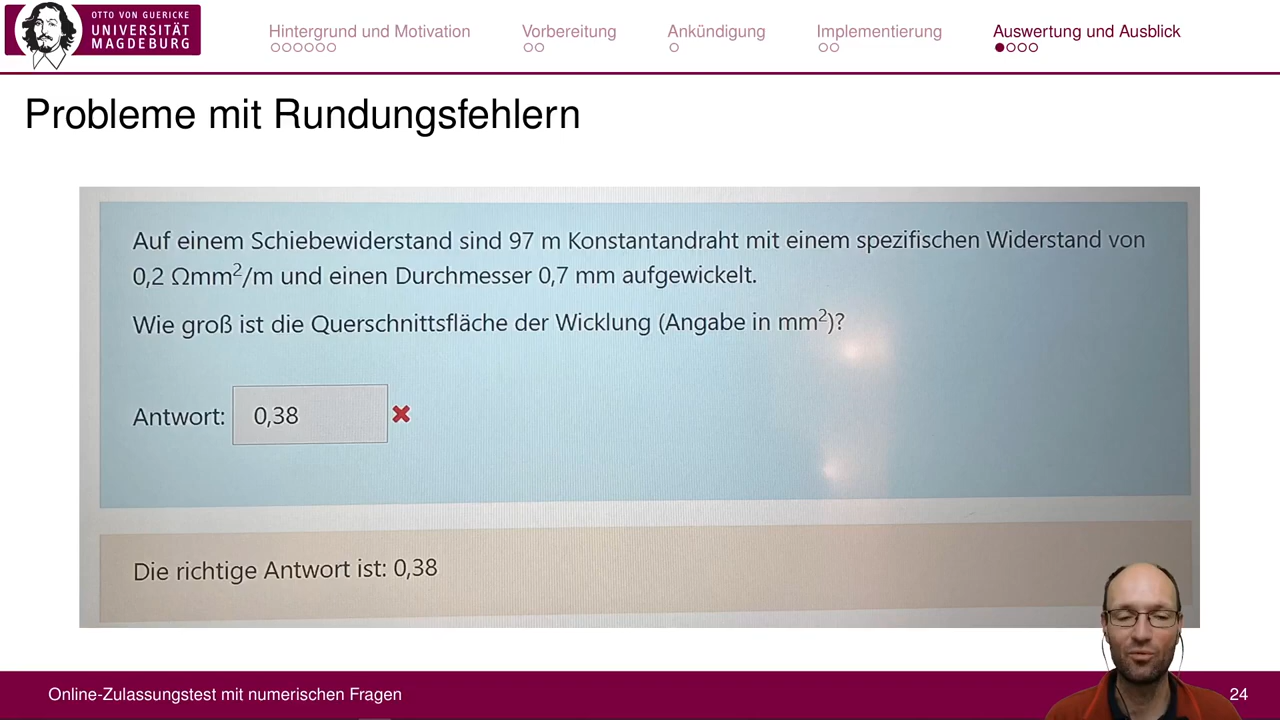 OTTO VON GUERICKE
UNIVERSITÄT
MAGDEBURG
Hintergrund und Motivation
Vorbereitung
Ankündigung
Implementierung
Auswertung und Ausblick
Probleme mit Rundungsfehlern
Auf einem Schiebewiderstand sind 97 m Konstantandraht mit einem spezifischen Widerstand von
0,2 Ωmm²/m und einen Durchmesser 0,7 mm aufgewickelt.
Wie groß ist die Querschnittsfläche der Wicklung (Angabe in mm²)?
Antwort: 0,38
Die richtige Antwort ist: 0,38
Online-Zulassungstest mit numerischen Fragen
24